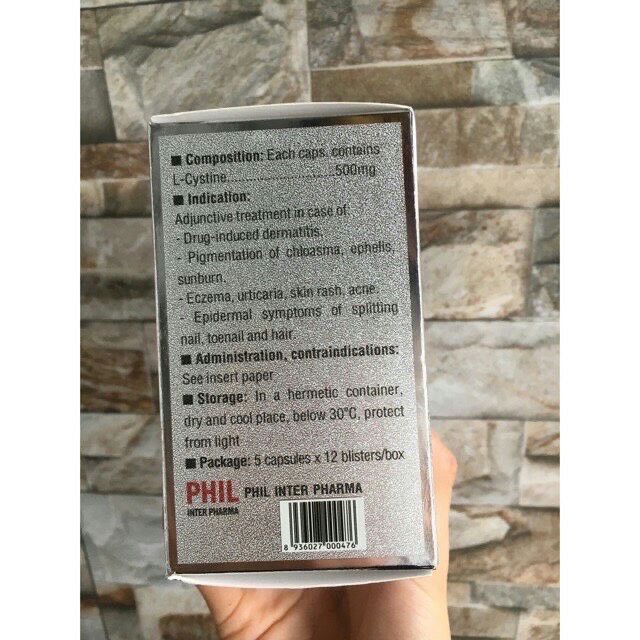 ■ Composition: Each caps. contains
L-Cystine..............................500mg
■ Indication:
Adjunctive treatment in case of:
- Drug-induced dermatitis.
- Pigmentation of chloasma, ephelis,
sunburn.
- Eczema, urticaria, skin rash, acne.
- Epidermal symptoms of splitting
nail, toenail and hair.
■ Administration, contraindications:
See insert paper
■ Storage: In a hermetic container,
dry and cool place, below 30°C, protect
from light
■ Package: 5 capsules x 12 blisters/box
PHIL PHIL INTER PHARMA
INTER PHARMA
8 936027 000476